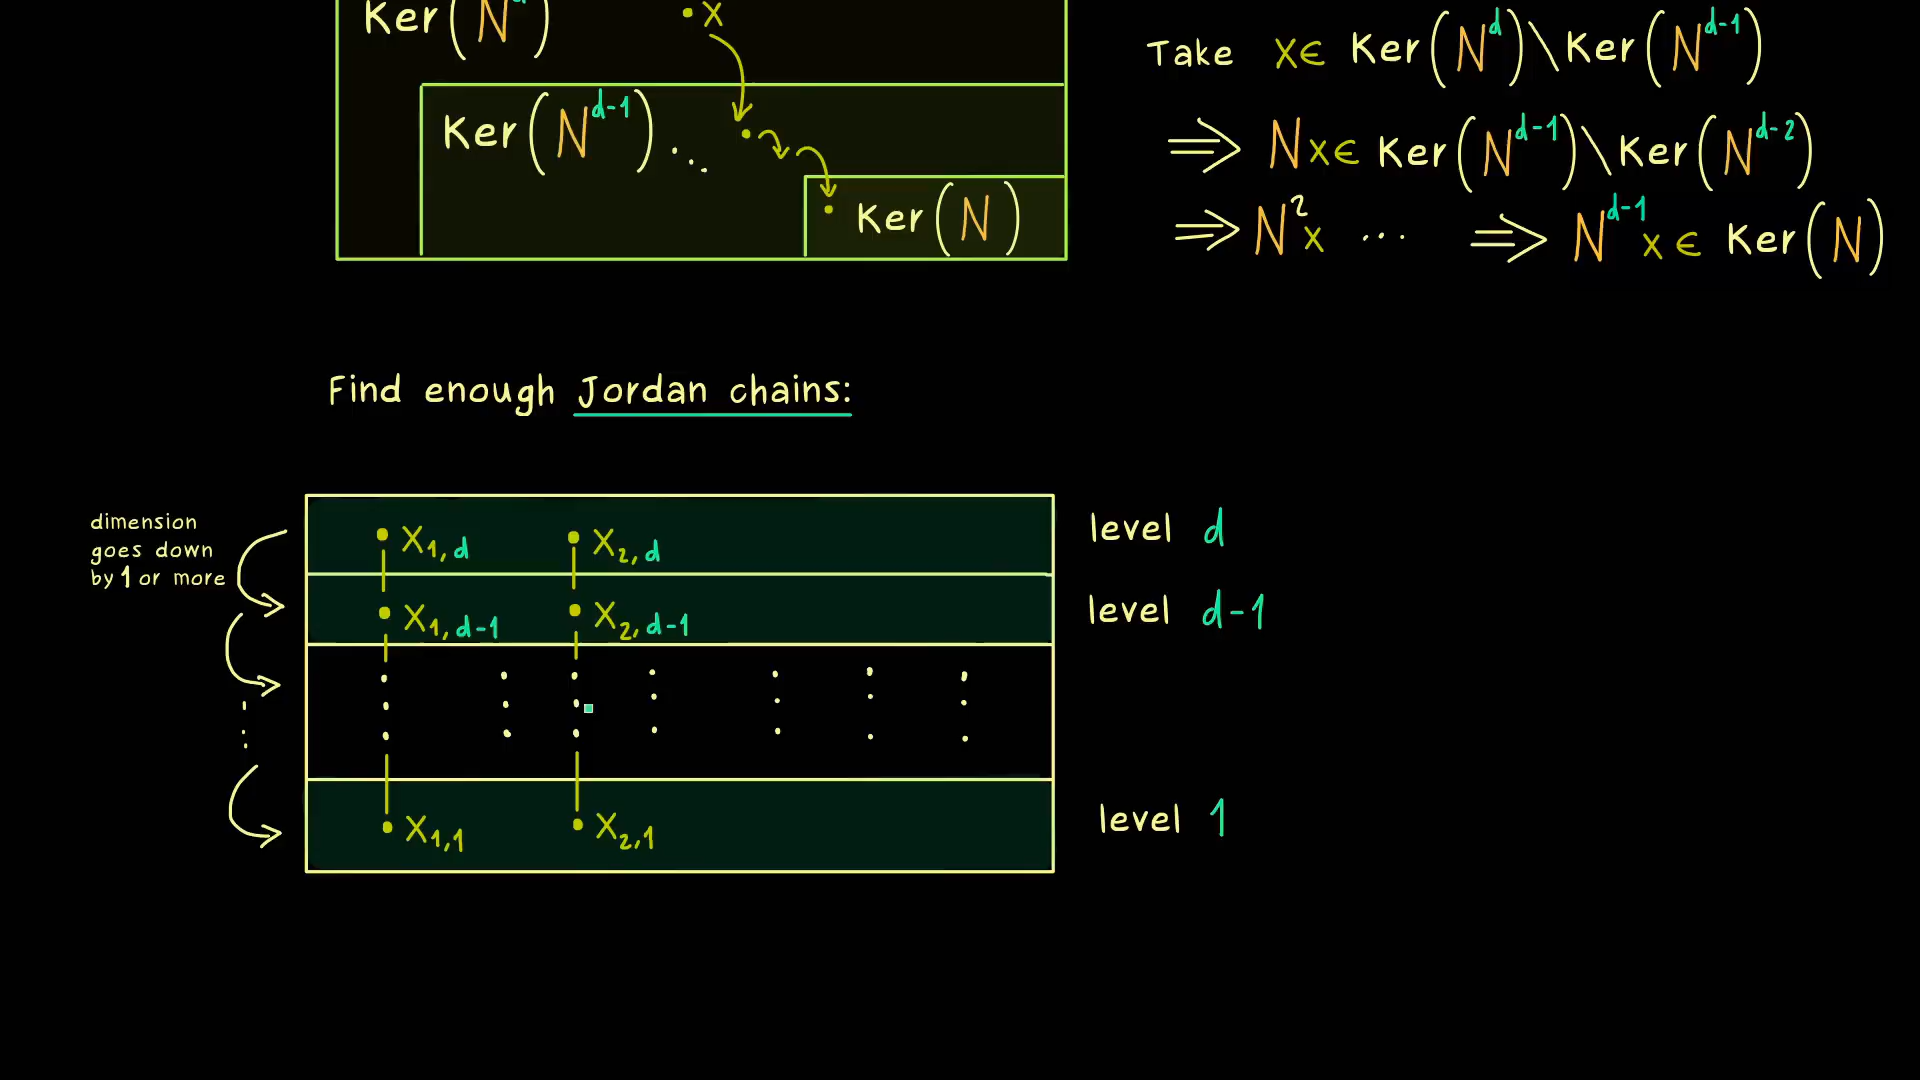 Ker(N^d) x
Ker(N^{d-1}) ⋱
Ker(N)
Take x∈ Ker(N^d)\Ker(N^{d-1})
⟹ Nx∈ Ker(N^{d-1})\Ker(N^{d-2})
⟹ N²x ... ⟹ N^{d-1}x ∈ Ker(N)
Find enough Jordan chains:
dimension
goes down
by 1 or more
x_{1,d} x_{2,d} level d
x_{1,d-1} x_{2,d-1} level d-1
x_{1,1} x_{2,1} level 1